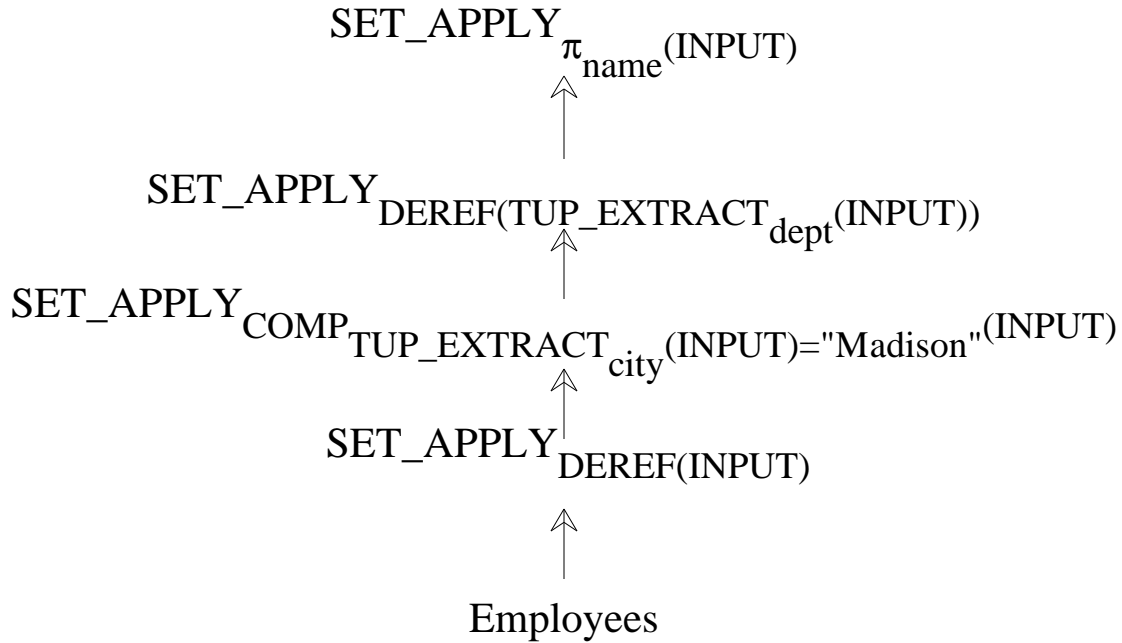 SET_APPLY π name (INPUT)
SET_APPLY DEREF(TUP_EXTRACT dept (INPUT))
SET_APPLY COMP TUP_EXTRACT city (INPUT)="Madison" (INPUT)
SET_APPLY DEREF(INPUT)
Employees